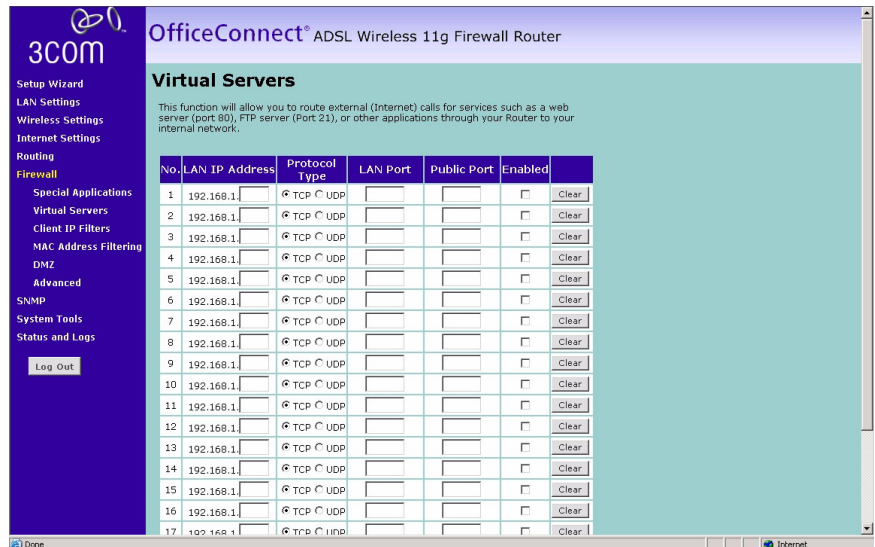 3COM
OfficeConnect® ADSL Wireless 11g Firewall Router
Setup Wizard
LAN Settings
Wireless Settings
Internet Settings
Routing
Firewall
Special Applications
Virtual Servers
Client IP Filters
MAC Address Filtering
DMZ
Advanced
SNMP
System Tools
Status and Logs
Log Out
Virtual Servers
This function will allow you to route external (Internet) calls for services such as a web
server (port 80), FTP server (Port 21), or other applications through your Router to your
internal network.
No. LAN IP Address Protocol Type LAN Port Public Port Enabled
1 192.168.1. TCP UDP Clear
2 192.168.1. TCP UDP Clear
3 192.168.1. TCP UDP Clear
4 192.168.1. TCP UDP Clear
5 192.168.1. TCP UDP Clear
6 192.168.1. TCP UDP Clear
7 192.168.1. TCP UDP Clear
8 192.168.1. TCP UDP Clear
9 192.168.1. TCP UDP Clear
10 192.168.1. TCP UDP Clear
11 192.168.1. TCP UDP Clear
12 192.168.1. TCP UDP Clear
13 192.168.1. TCP UDP Clear
14 192.168.1. TCP UDP Clear
15 192.168.1. TCP UDP Clear
16 192.168.1. TCP UDP Clear
17 192.168.1. TCP UDP Clear
Done Internet